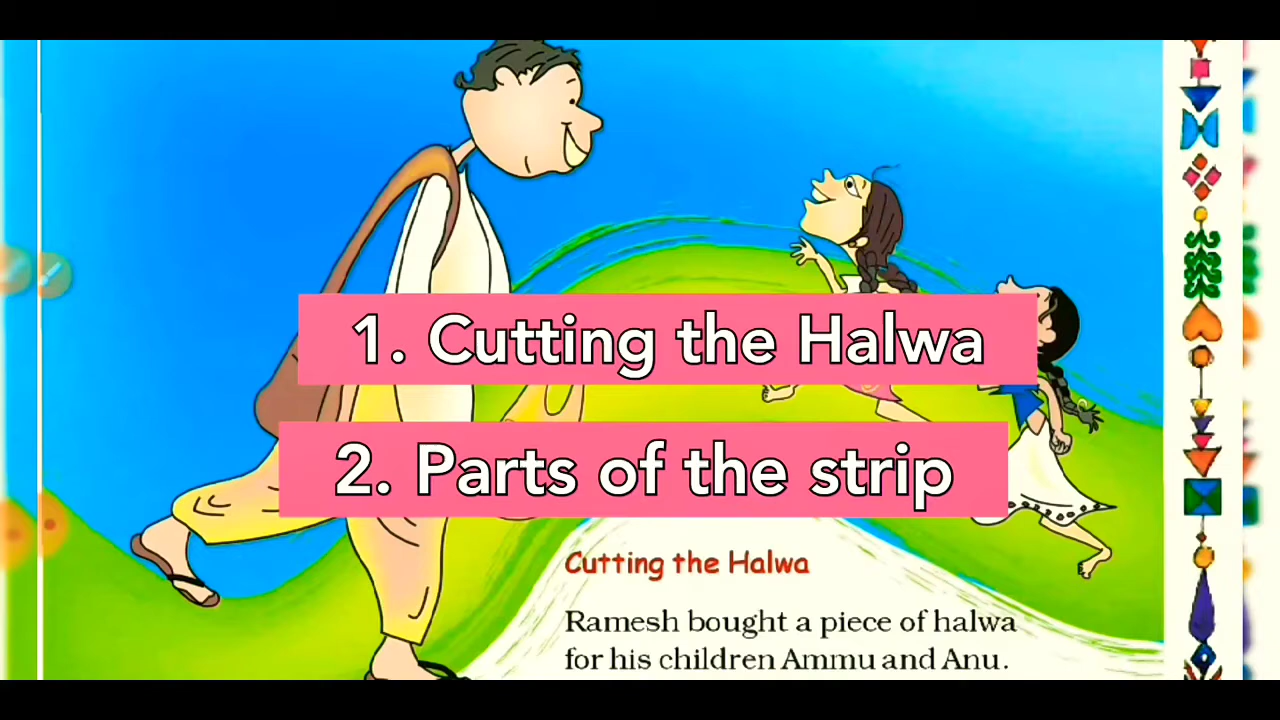 1. Cutting the Halwa
2. Parts of the strip
Cutting the Halwa
Ramesh bought a piece of halwa
for his children Ammu and Anu.